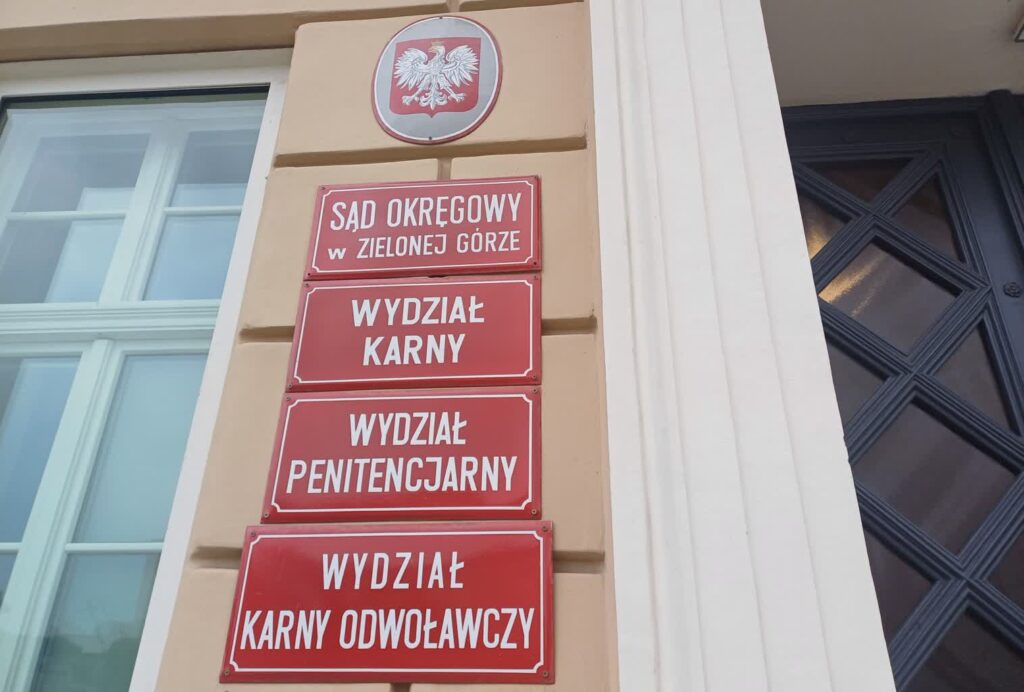 SĄD OKRĘGOWY
w ZIELONEJ GÓRZE
WYDZIAŁ
KARNY
WYDZIAŁ
PENITENCJARNY
WYDZIAŁ
KARNY ODWOŁAWCZY